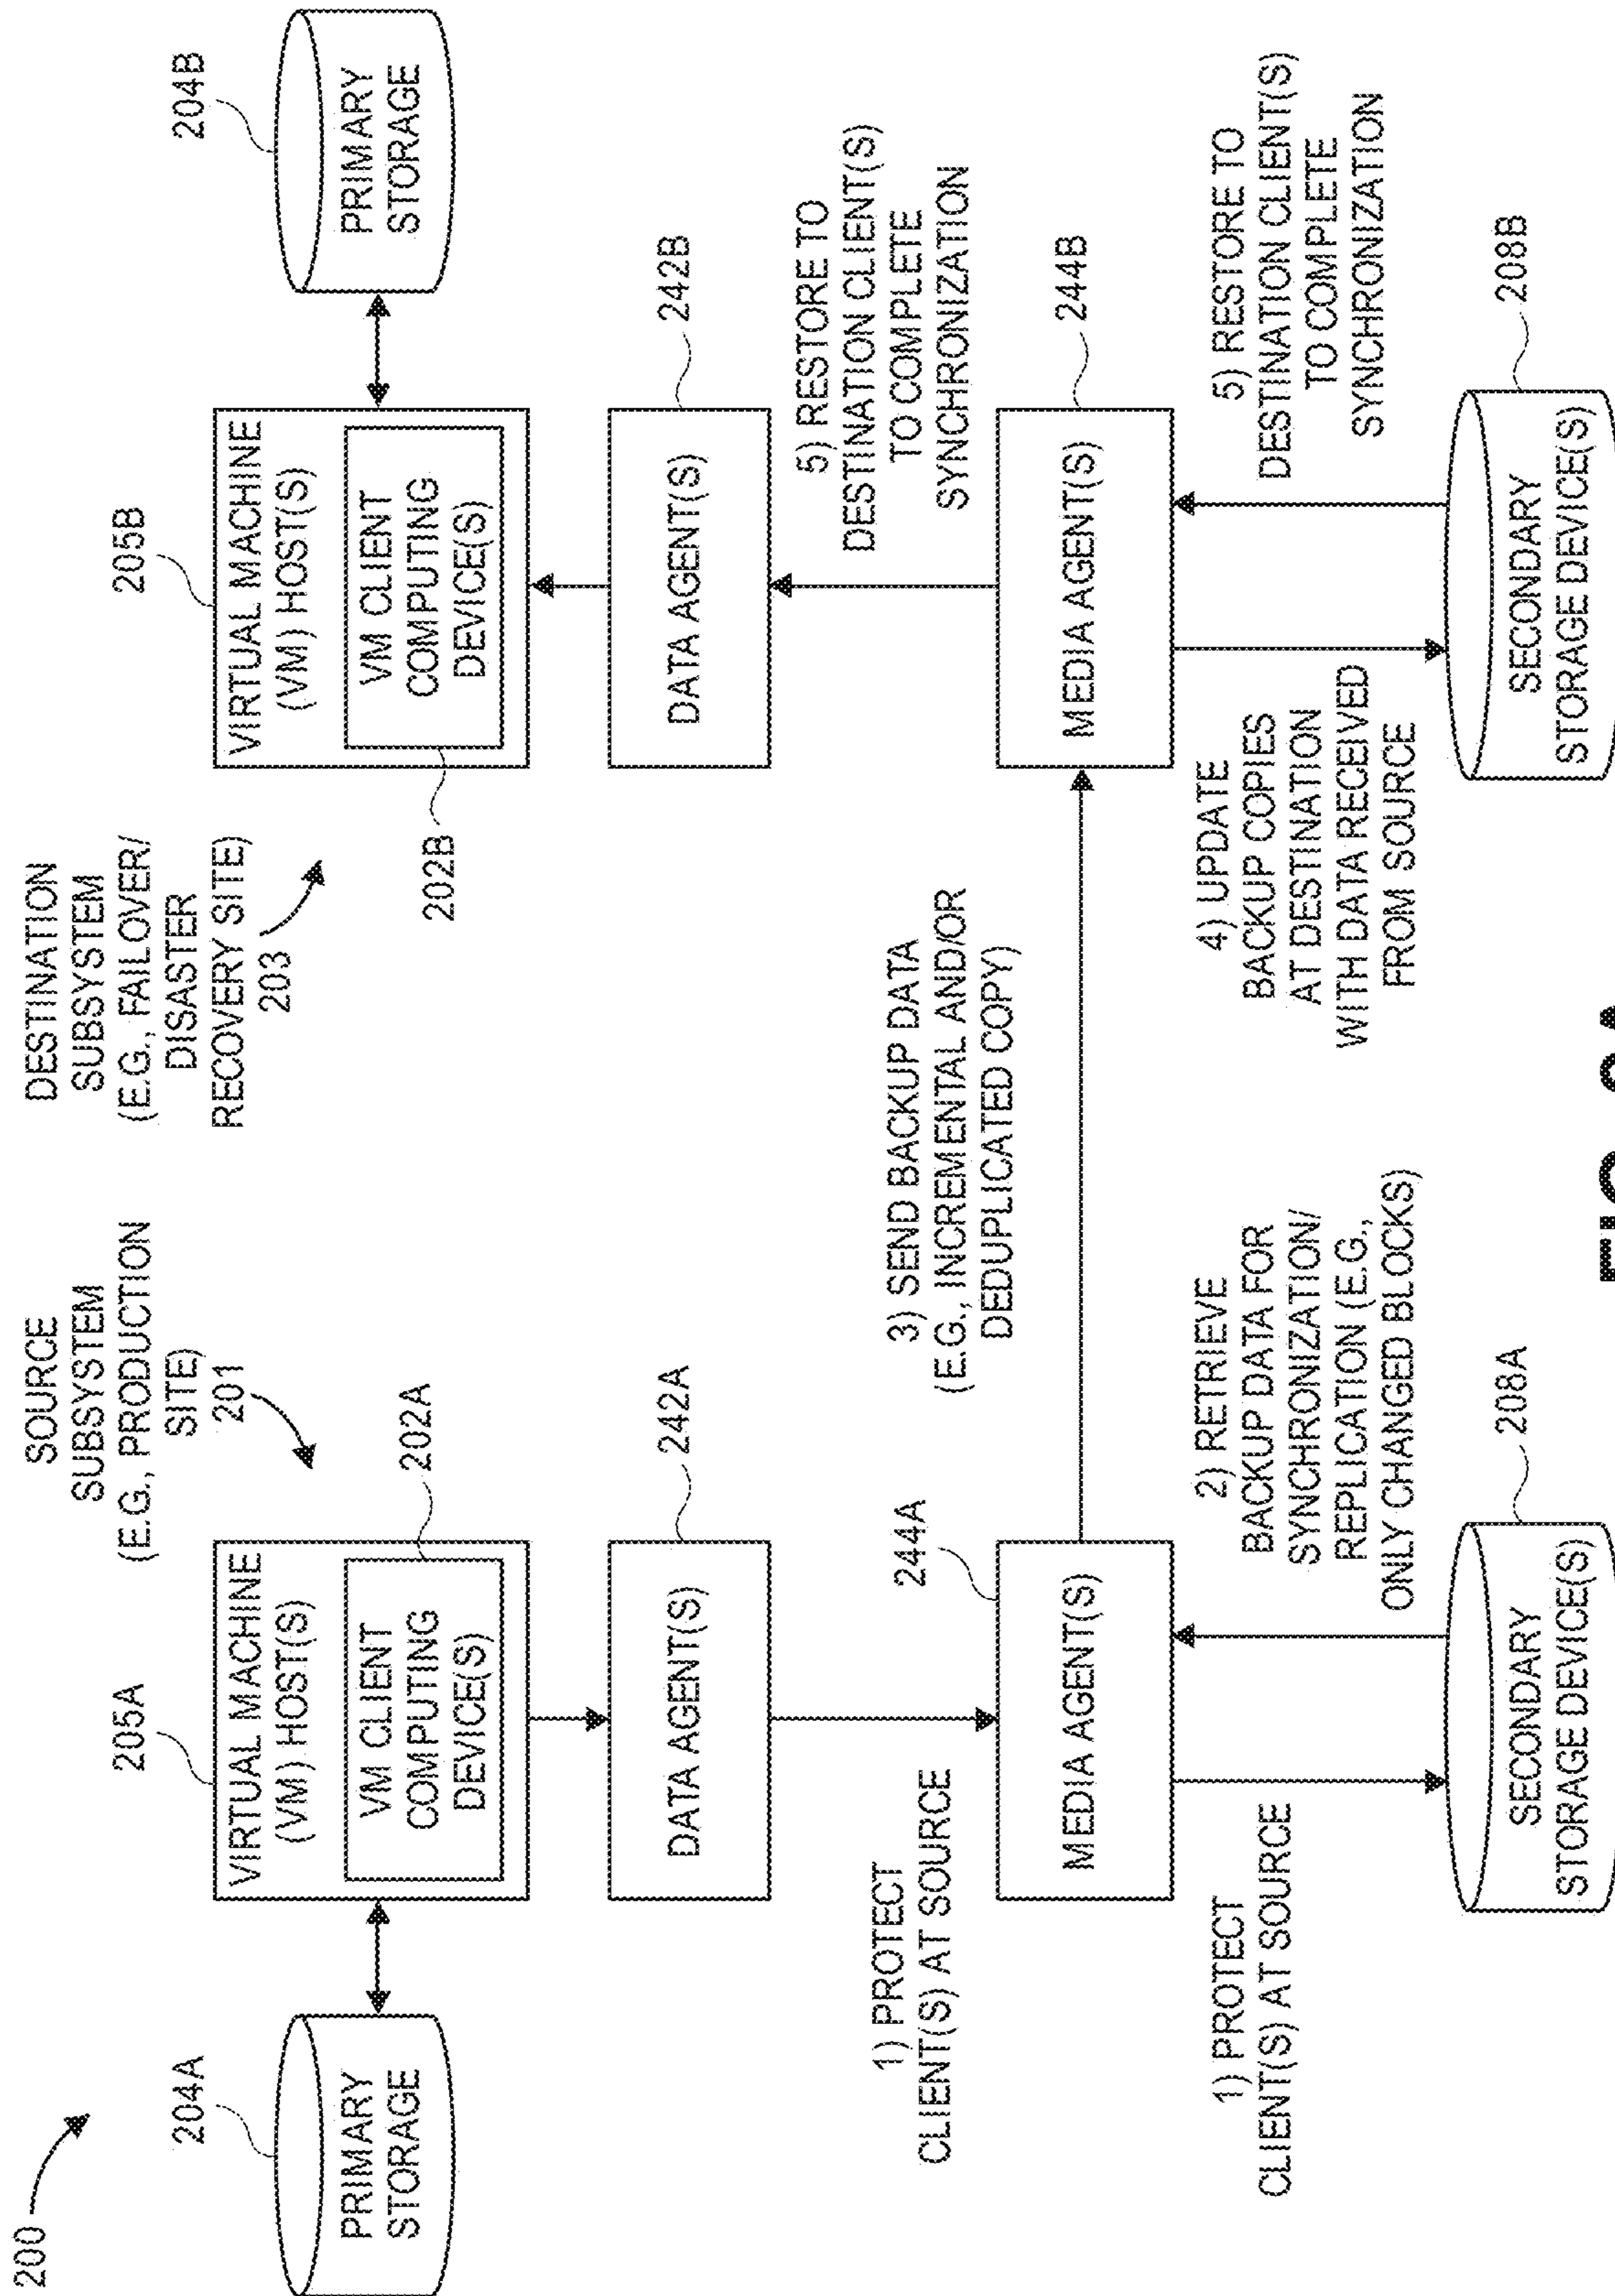 200
SOURCE
SUBSYSTEM
(E.G., PRODUCTION
SITE)
201
DESTINATION
SUBSYSTEM
(E.G., FAILOVER/
DISASTER
RECOVERY SITE)
203
204A
PRIMARY
STORAGE
205A
VIRTUAL MACHINE
(VM) HOST(S)
VM CLIENT
COMPUTING
DEVICE(S)
202A
205B
VIRTUAL MACHINE
(VM) HOST(S)
VM CLIENT
COMPUTING
DEVICE(S)
202B
204B
PRIMARY
STORAGE
DATA AGENT(S)
242A
DATA AGENT(S)
242B
1) PROTECT
CLIENT(S) AT SOURCE
244A
3) SEND BACKUP DATA
(E.G., INCREMENTAL AND/OR
DEDUPLICATED COPY)
5) RESTORE TO
DESTINATION CLIENT(S)
TO COMPLETE
SYNCHRONIZATION
MEDIA AGENT(S)
MEDIA AGENT(S)
244B
1) PROTECT
CLIENT(S) AT SOURCE
2) RETRIEVE
BACKUP DATA FOR
SYNCHRONIZATION/
REPLICATION (E.G.,
ONLY CHANGED BLOCKS)
4) UPDATE
BACKUP COPIES
AT DESTINATION
WITH DATA RECEIVED
FROM SOURCE
5) RESTORE TO
DESTINATION CLIENT(S)
TO COMPLETE
SYNCHRONIZATION
SECONDARY
STORAGE DEVICE(S)
208A
SECONDARY
STORAGE DEVICE(S)
208B